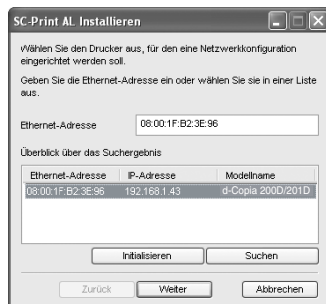 SC-Print AL Installieren
Wählen Sie den Drucker aus, für den eine Netzwerkkonfiguration
eingerichtet werden soll.
Geben Sie die Ethernet-Adresse ein oder wählen Sie sie in einer Liste
aus.
Ethernet-Adresse 08:00:1F:B2:3E:96
Überblick über das Suchergebnis
Ethernet-Adresse IP-Adresse Modellname
08:00:1F:B2:3E:96 192.168.1.43 d-Copia 200D/201D
Initialisieren Suchen
Zurück Weiter Abbrechen